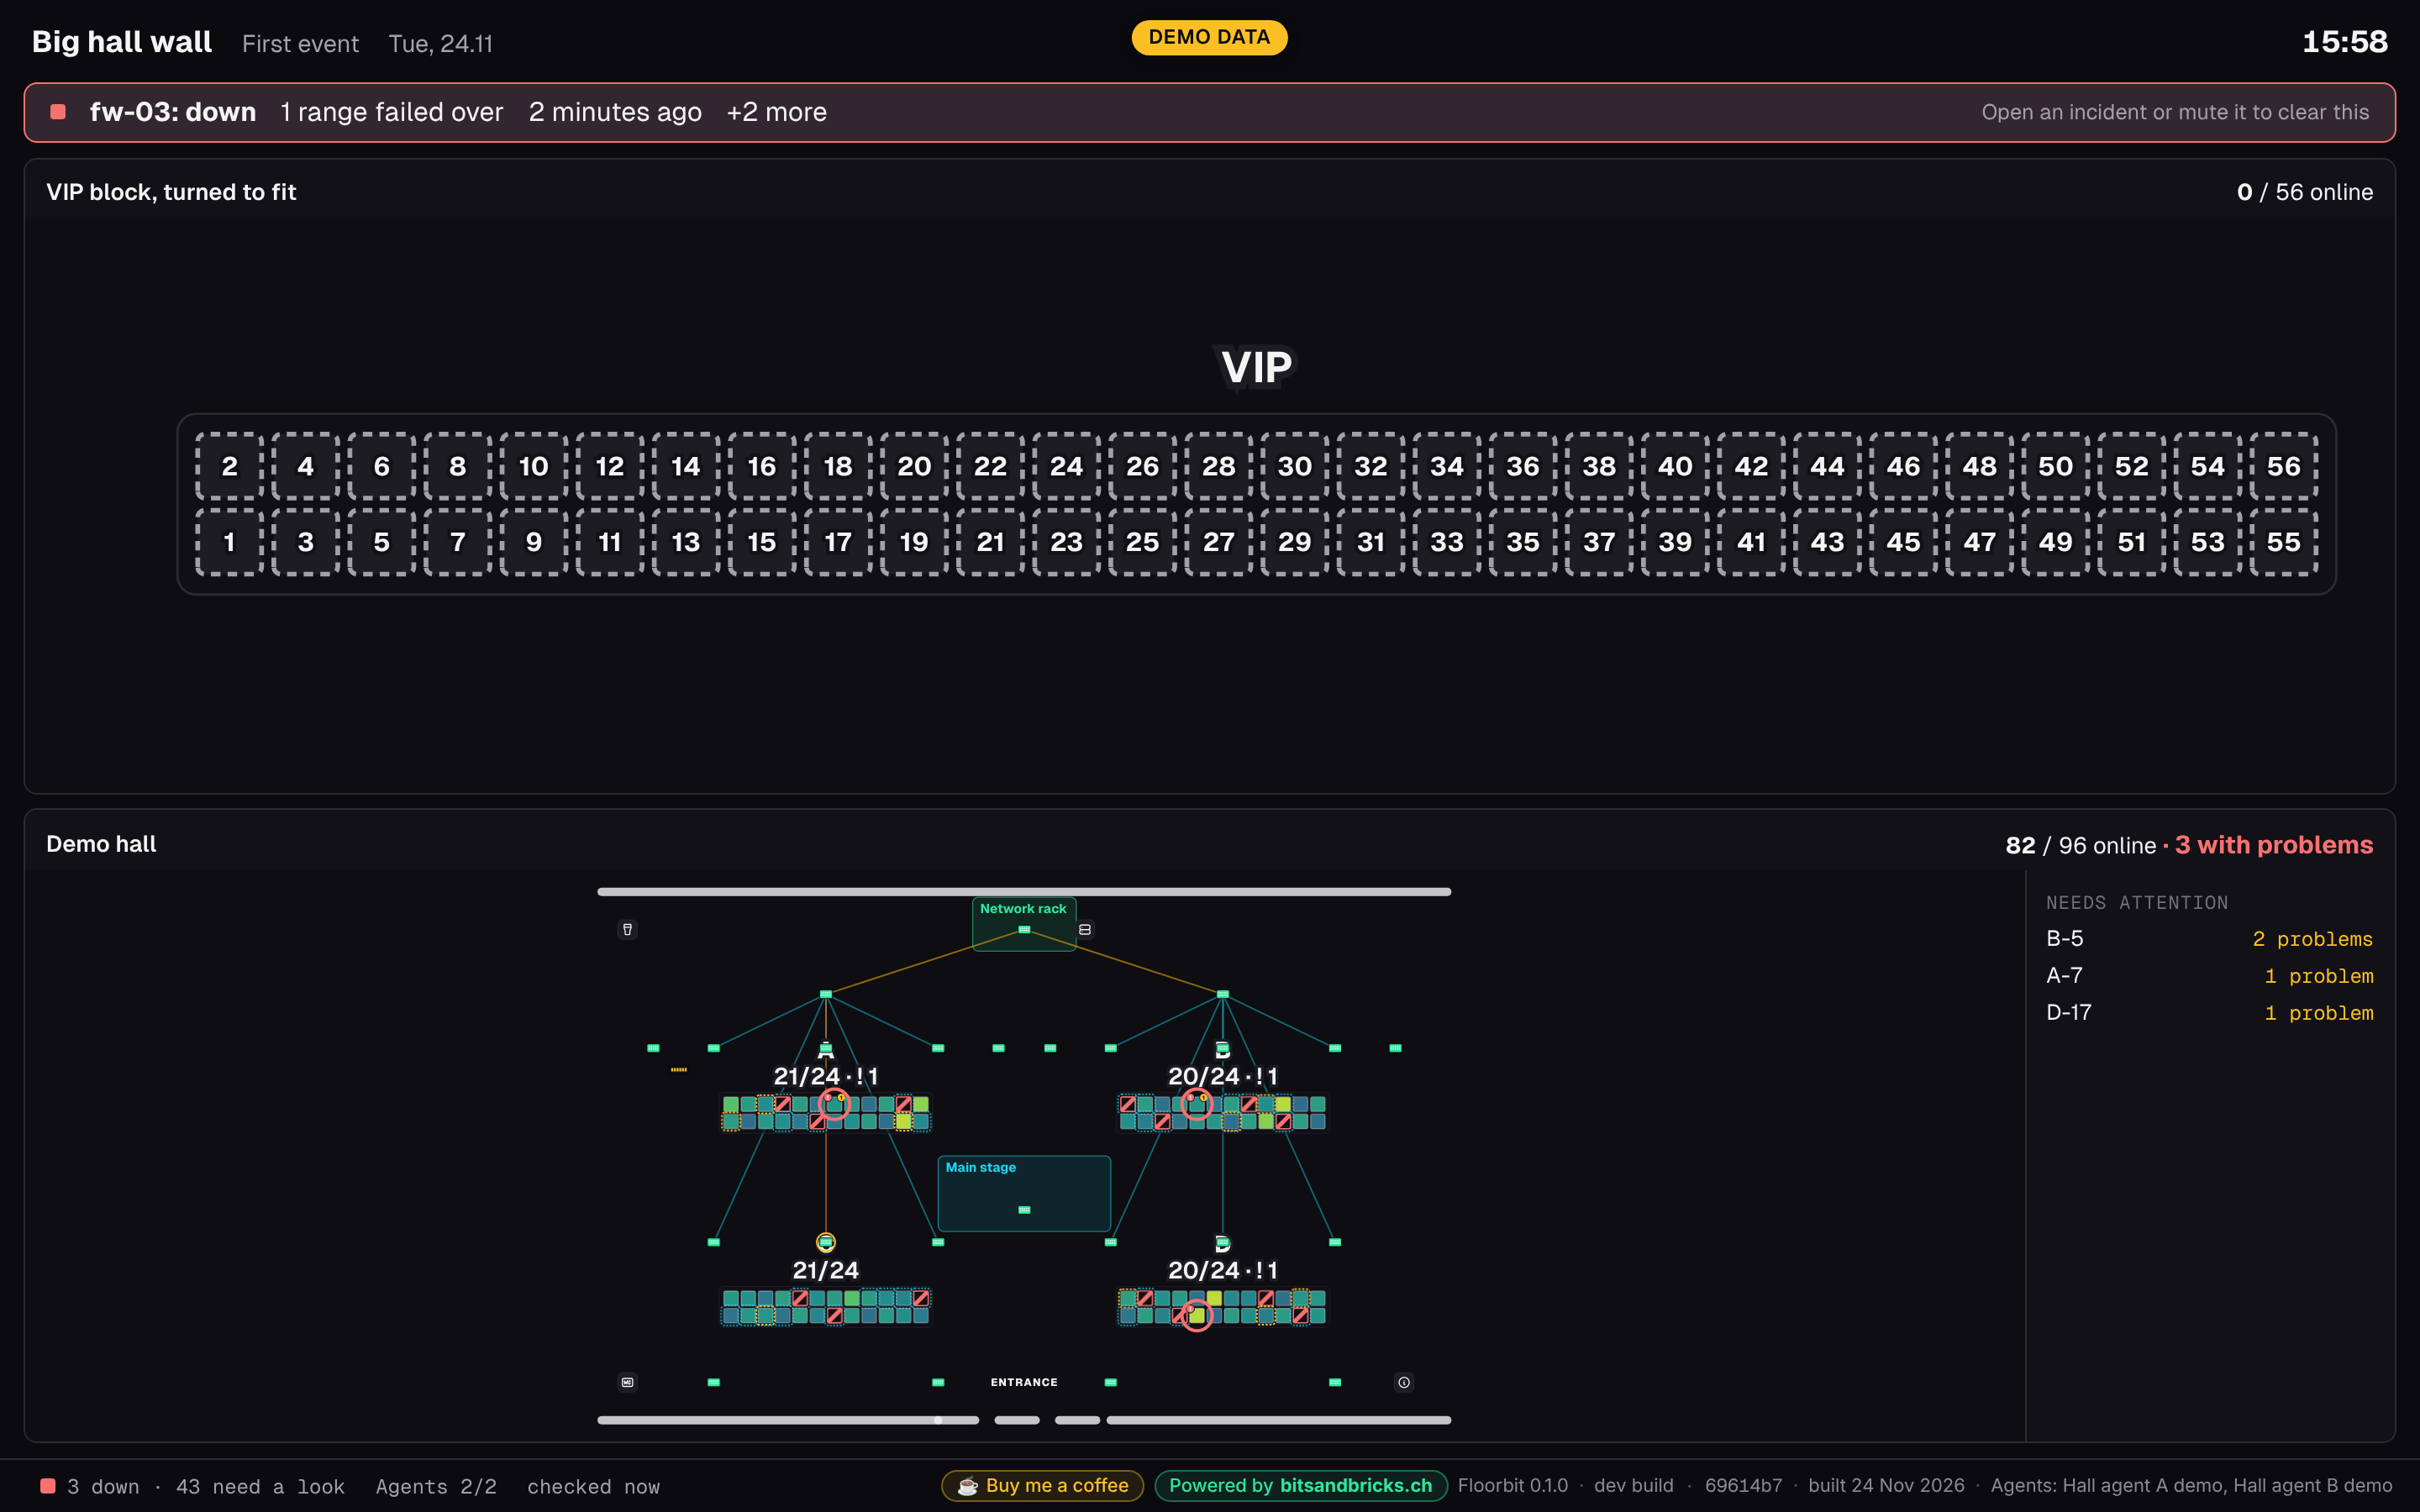 Big hall wall First event Tue, 24.11 DEMO DATA 15:58
fw-03: down 1 range failed over 2 minutes ago +2 more Open an incident or mute it to clear this
VIP block, turned to fit 0 / 56 online
VIP
2 4 6 8 10 12 14 16 18 20 22 24 26 28 30 32 34 36 38 40 42 44 46 48 50 52 54 56
1 3 5 7 9 11 13 15 17 19 21 23 25 27 29 31 33 35 37 39 41 43 45 47 49 51 53 55
Demo hall 82 / 96 online · 3 with problems
Network rack
NEEDS ATTENTION
B-5 2 problems
A-7 1 problem
D-17 1 problem
A B
21/24·!1 20/24·!1
Main stage
D
21/24 20/24·!1
WC ENTRANCE
3 down · 43 need a look Agents 2/2 checked now Buy me a coffee Powered by bitsandbricks.ch Floorbit 0.1.0 · dev build · 69614b7 · built 24 Nov 2026 · Agents: Hall agent A demo, Hall agent B demo